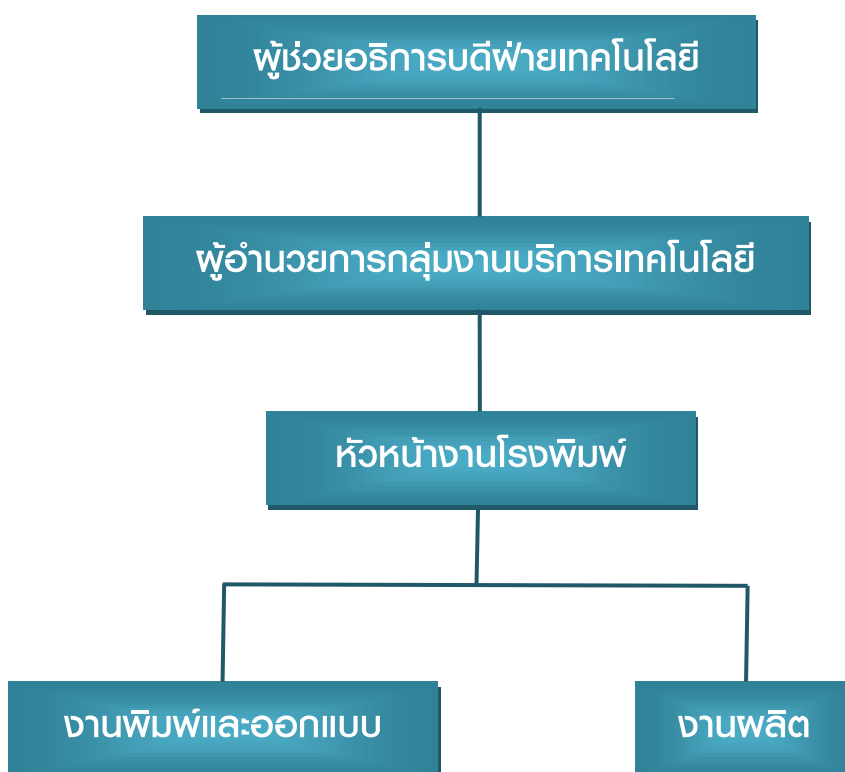 ผู้ช่วยอธิการบดีฝ่ายเทคโนโลยี
ผู้อำนวยการกลุ่มงานบริการเทคโนโลยี
หัวหน้างานโรงพิมพ์
งานพิมพ์และออกแบบ
งานผลิต